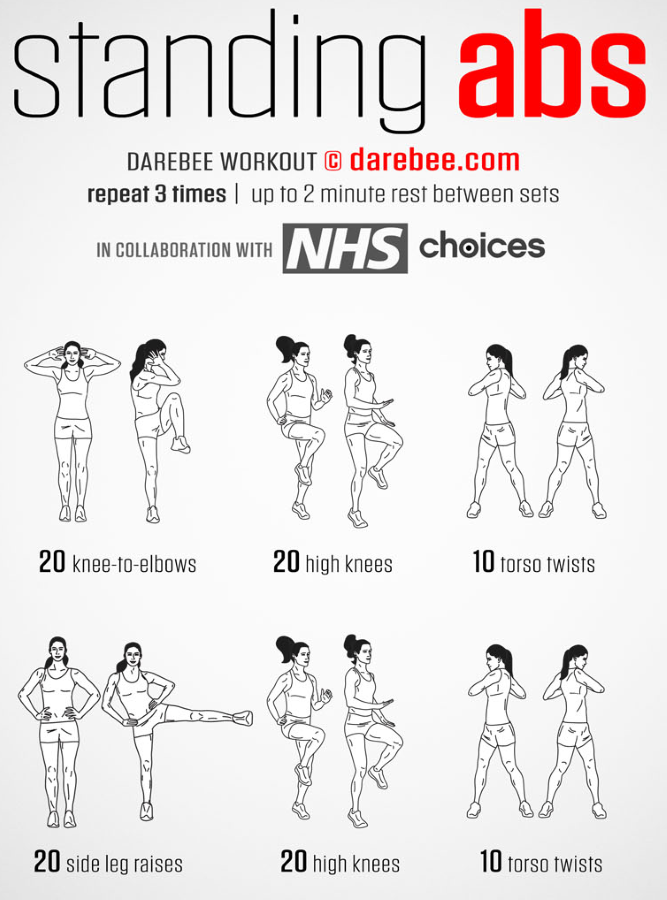 standing abs
DAREBEE WORKOUT © darebee.com
repeat 3 times | up to 2 minute rest between sets
IN COLLABORATION WITH NHS choices
20 knee-to-elbows
20 high knees
10 torso twists
20 side leg raises
20 high knees
10 torso twists